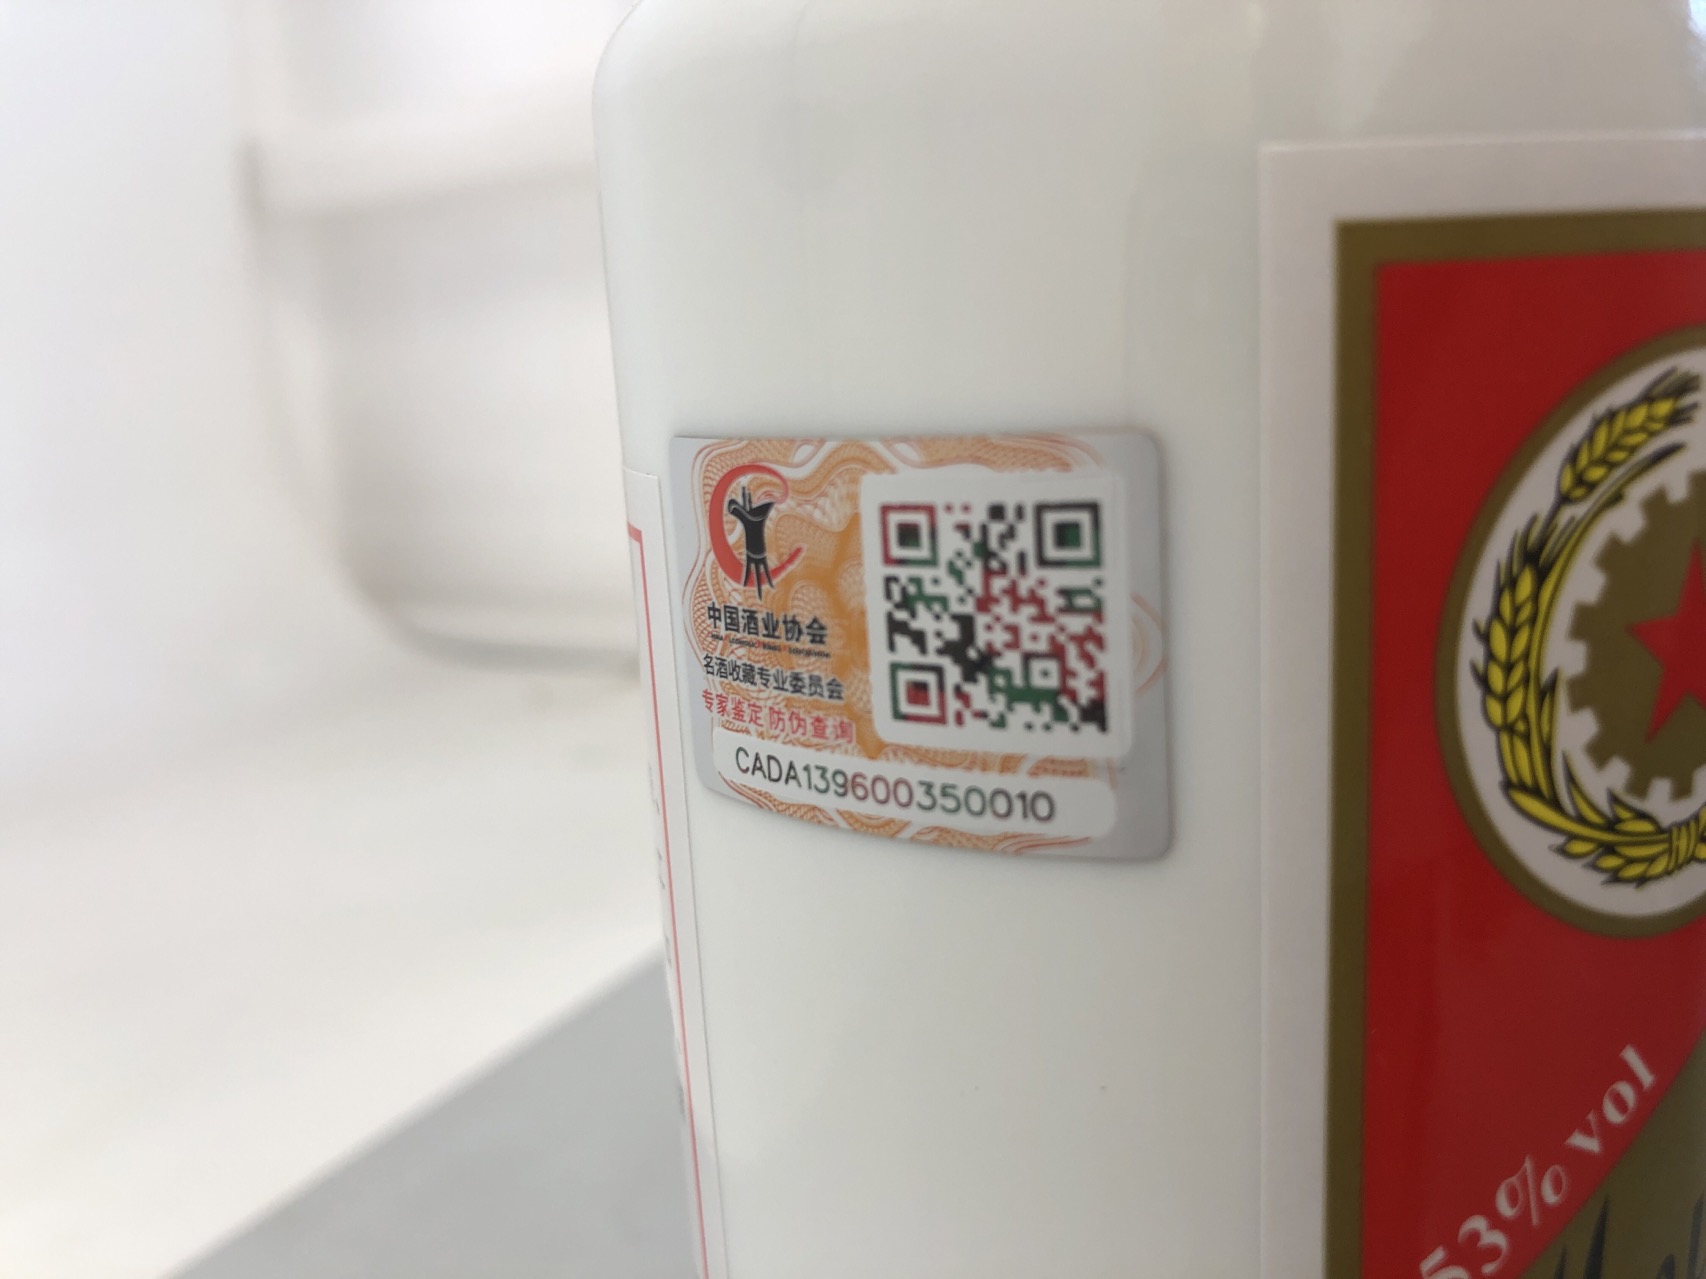 中国酒业协会
名酒收藏专业委员会
专家鉴定 防伪查询
CADA139600350010
53% vol